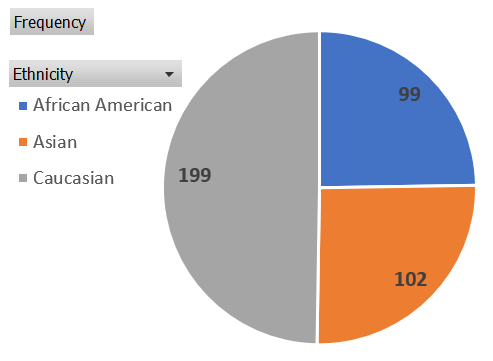 Frequency
Ethnicity
African American
Asian
Caucasian
99
199
102